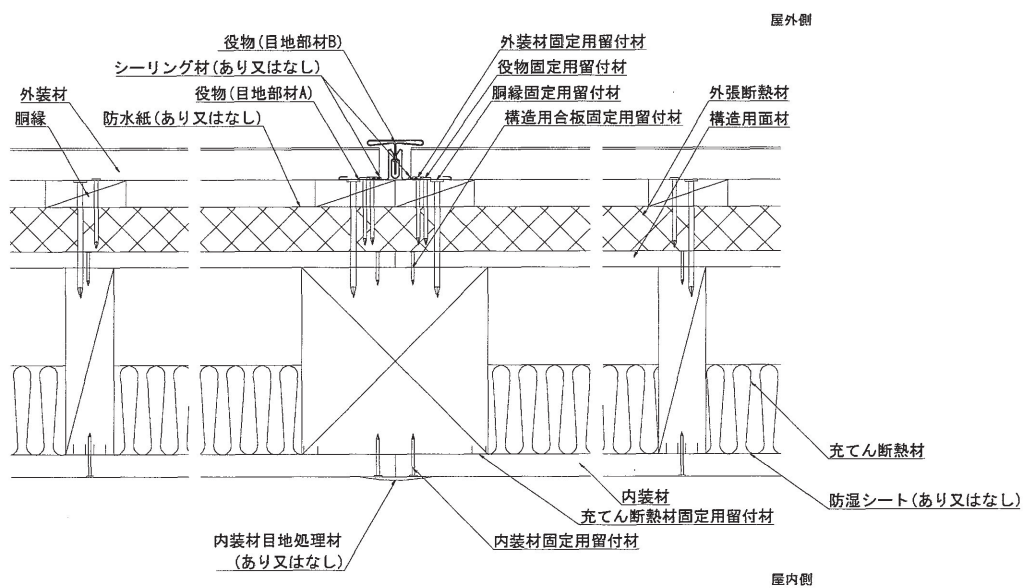 屋外側
役物(目地部材B)
外装材固定用留付材
シーリング材(あり又はなし)
役物固定用留付材
外装材
役物(目地部材A)
胴縁固定用留付材
外張断熱材
胴縁
防水紙(あり又はなし)
構造用合板固定用留付材
構造用面材
充てん断熱材
内装材
防湿シート(あり又はなし)
充てん断熱材固定用留付材
内装材目地処理材
(あり又はなし)
内装材固定用留付材
屋内側